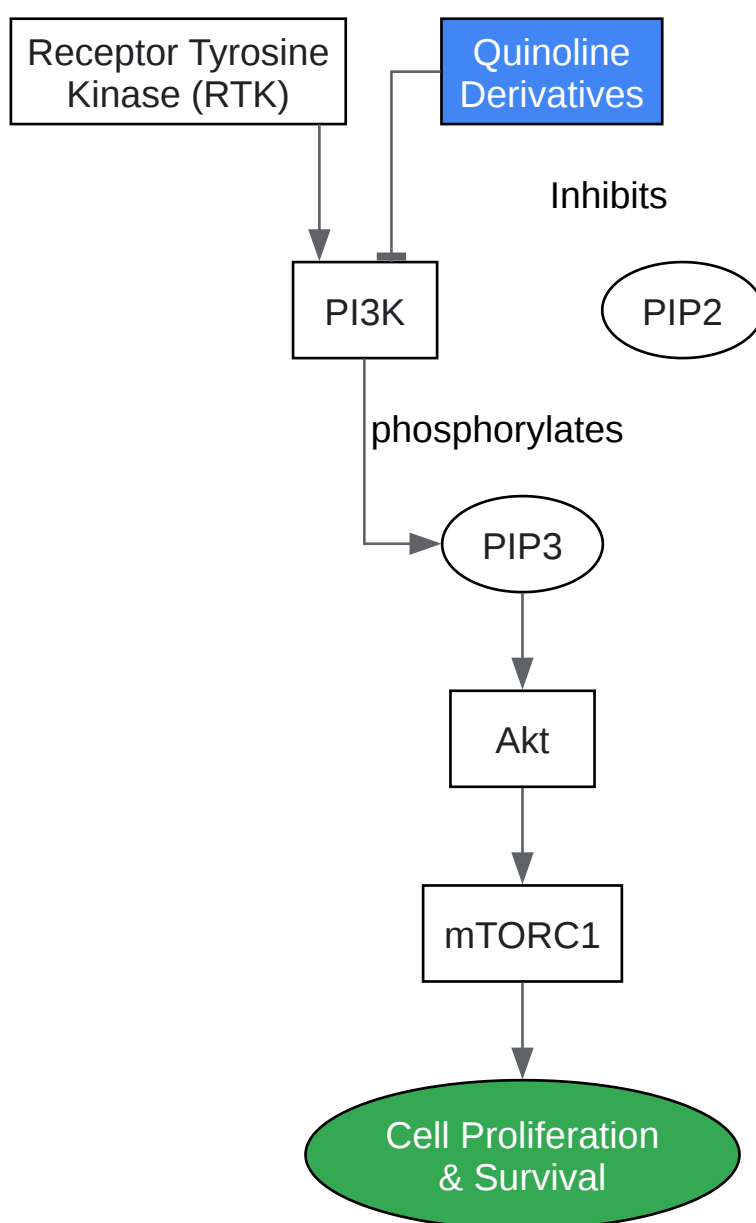 Receptor Tyrosine
Kinase (RTK)
Quinoline
Derivatives
Inhibits
PI3K
PIP2
phosphorylates
PIP3
Akt
mTORC1
Cell Proliferation
& Survival